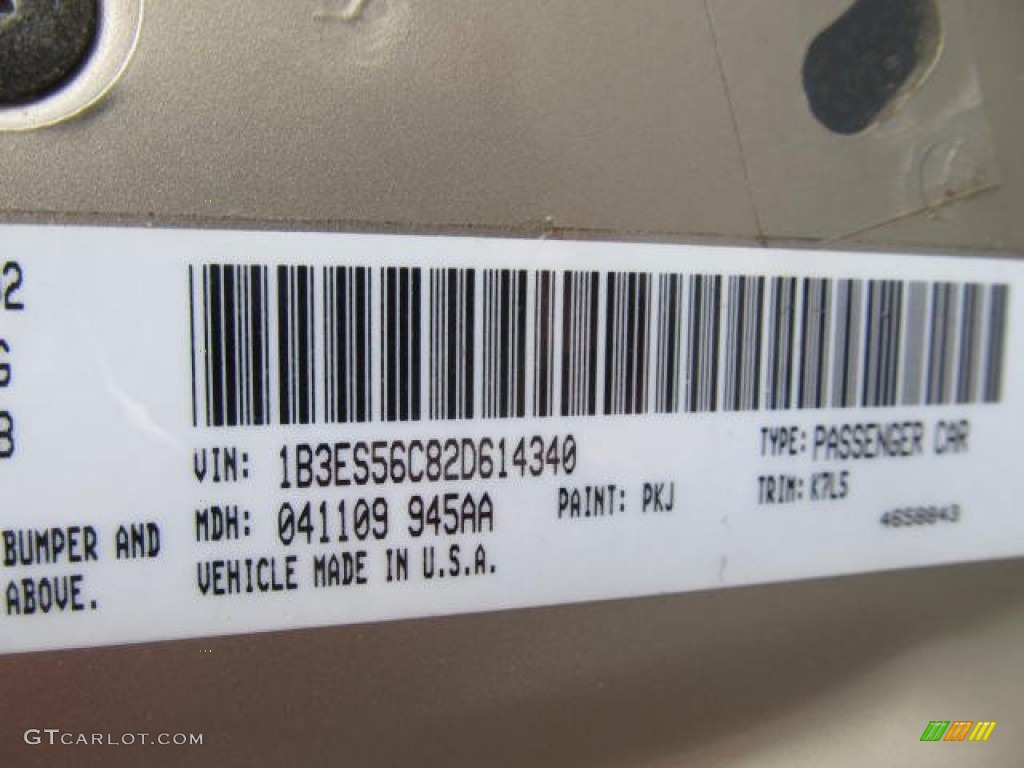 2
G
B
VIN: 1B3ES56C82D614340
TYPE: PASSENGER CAR
MDH: 041109 945AA
PAINT: PKJ
TRIM: K7L5
4658843
BUMPER AND
ABOVE.
VEHICLE MADE IN U.S.A.
GTCARLOT.COM